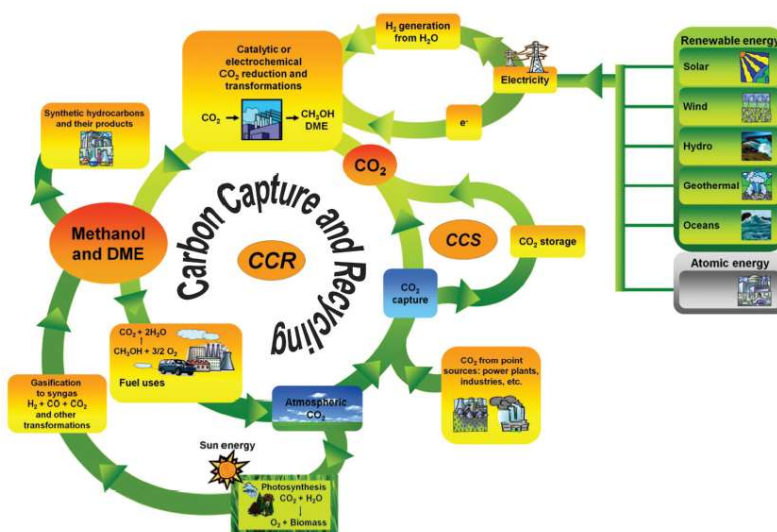 Catalytic or
electrochemical
CO₂ reduction and
transformations
CO₂ → CH₃OH
DME
H₂ generation
from H₂O
Electricity
e⁻
Renewable energy
Solar
Wind
Hydro
Geothermal
Oceans
Atomic energy
Synthetic hydrocarbons
and their products
CO₂
Methanol
and DME
Carbon Capture and Recycling
CCR
CCS
CO₂ storage
CO₂
capture
CO₂ + 2H₂O
↑
CH₃OH + 3/2 O₂
Fuel uses
Gasification
to syngas
H₂ + CO + CO₂
and other
transformations
Atmospheric
CO₂
CO₂ from point
sources: power plants,
industries, etc.
Sun energy
Photosynthesis
CO₂ + H₂O
↓
O₂ + Biomass